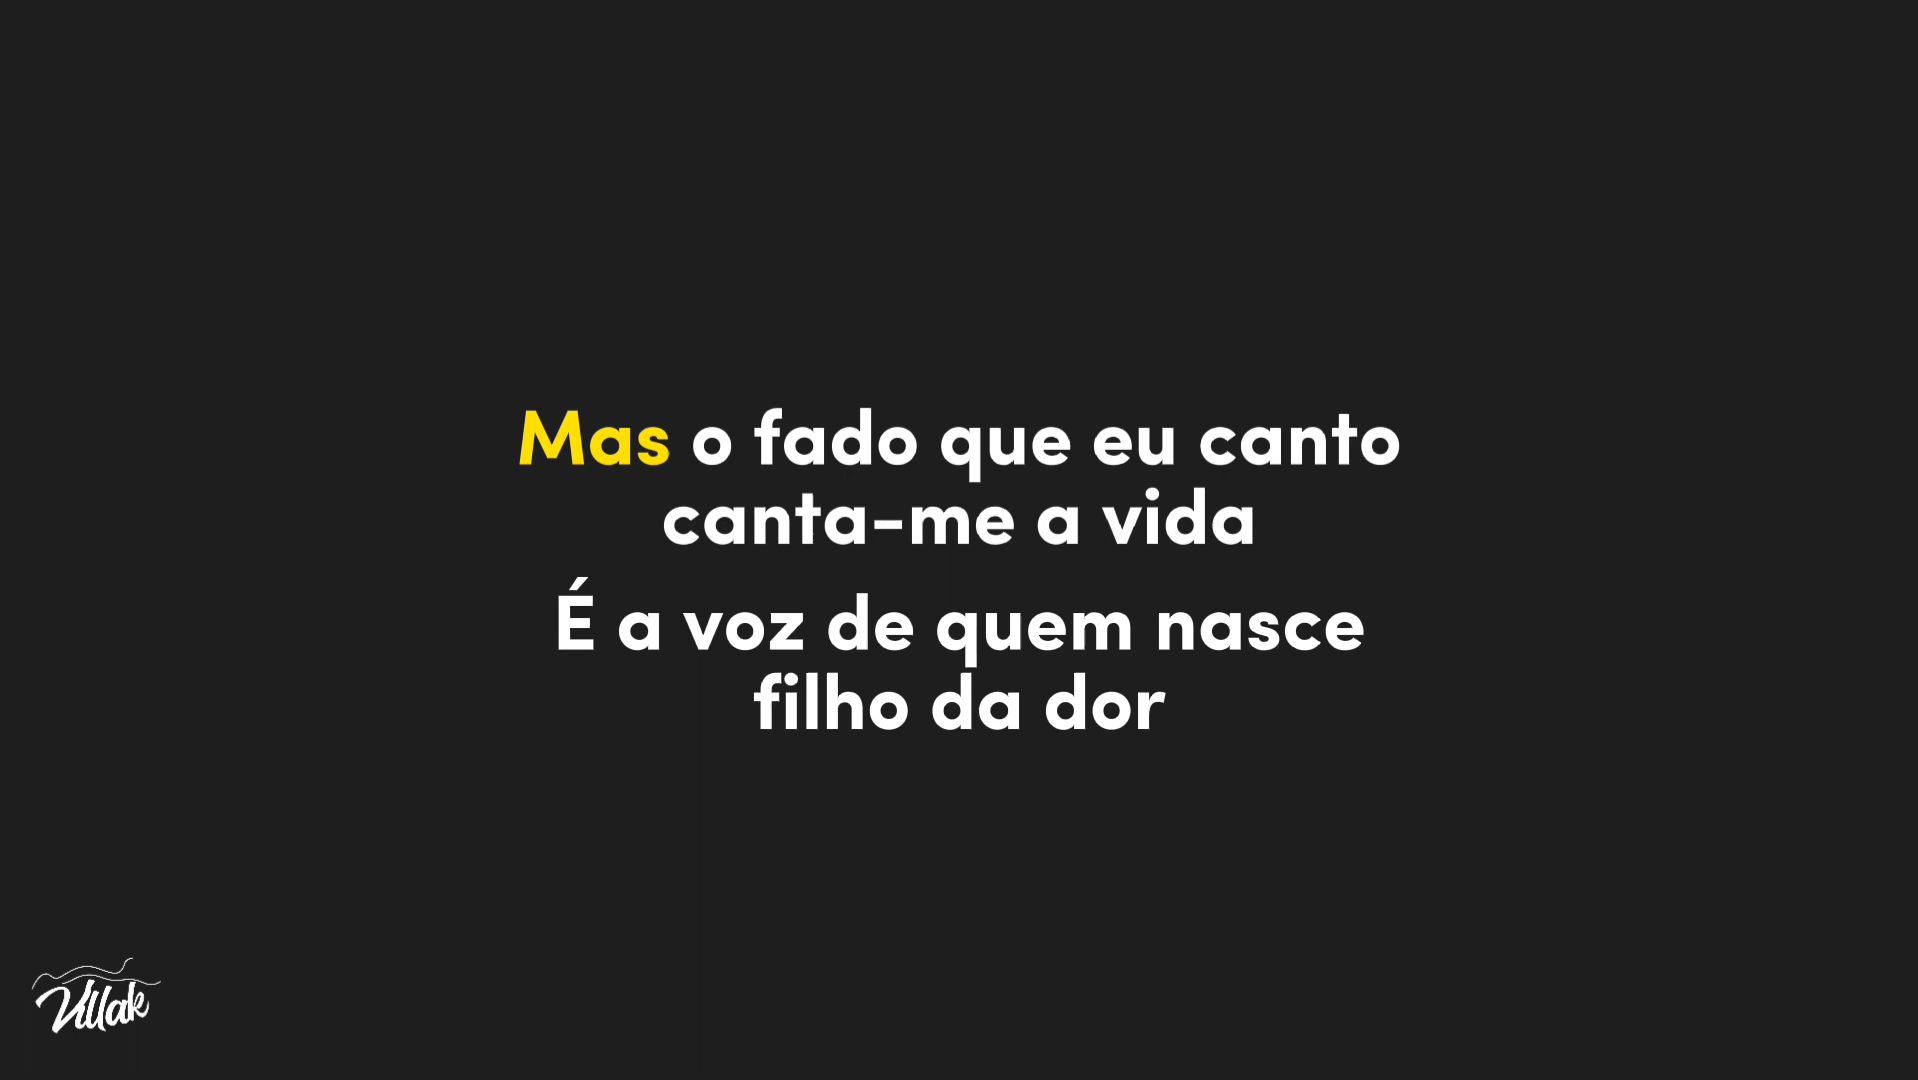 Mas o fado que eu canto
canta-me a vida
É a voz de quem nasce
filho da dor
Villak